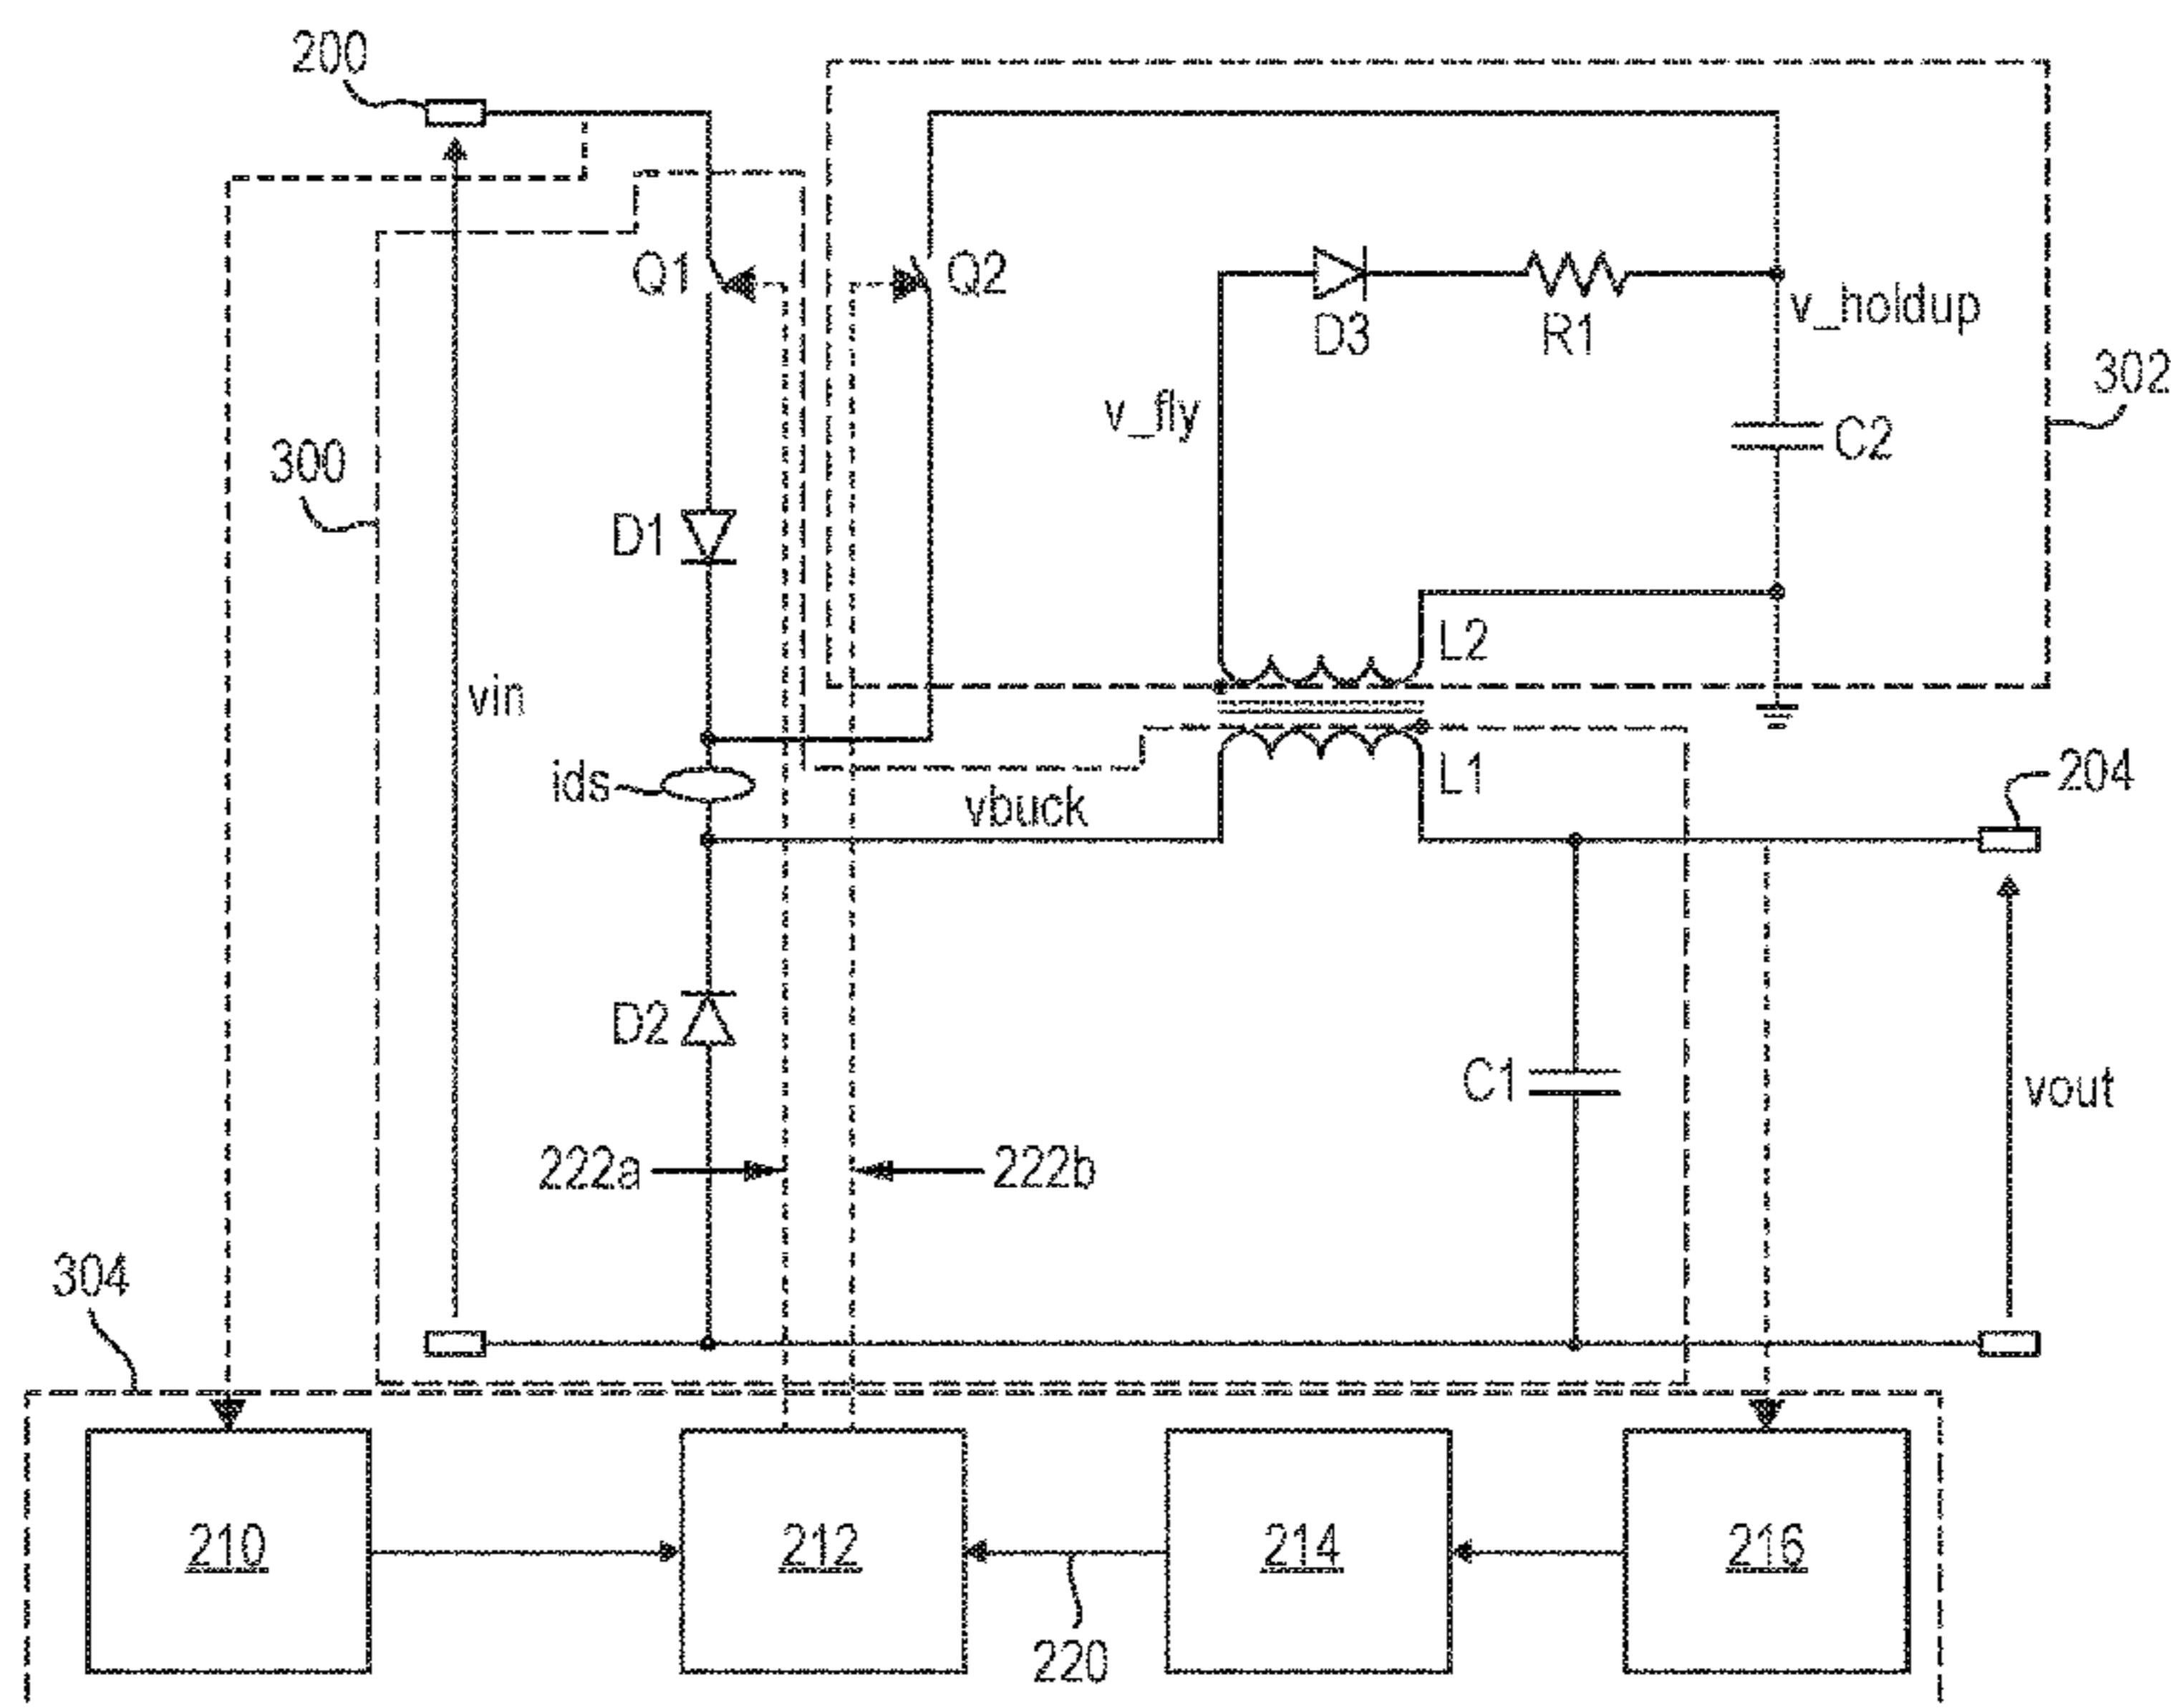 200
Q1
Q2
D3
R1
v_holdup
302
v_fly
C2
300
D1
L2
vin
ids
vbuck
L1
204
D2
C1
vout
222a
222b
304
210
212
214
216
220